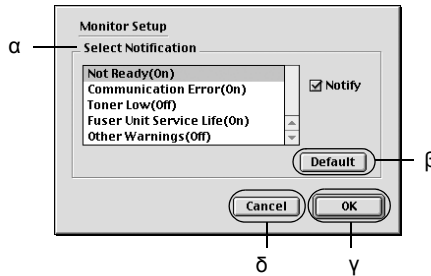 Monitor Setup
α
Select Notification
Not Ready(On)
Communication Error(On)
Toner Low(Off)
Fuser Unit Service Life(On)
Other Warnings(Off)
Notify
Default
β
Cancel
OK
δ
γ